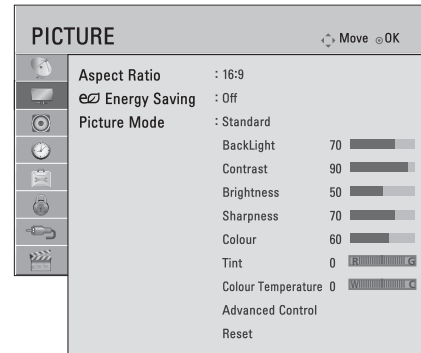 PICTURE Move OK
Aspect Ratio : 16:9
Energy Saving : Off
Picture Mode : Standard
BackLight 70
Contrast 90
Brightness 50
Sharpness 70
Colour 60
Tint 0 R G
Colour Temperature 0 W C
Advanced Control
Reset